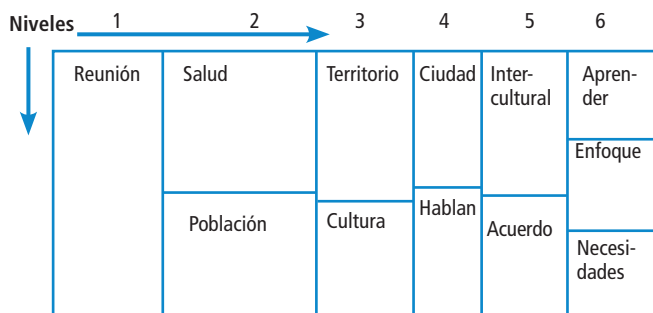 Niveles 1 2 3 4 5 6
Reunión Salud Territorio Ciudad Inter- Apren-
cultural der
Enfoque
Población Cultura Hablan Acuerdo
Necesi-
dades